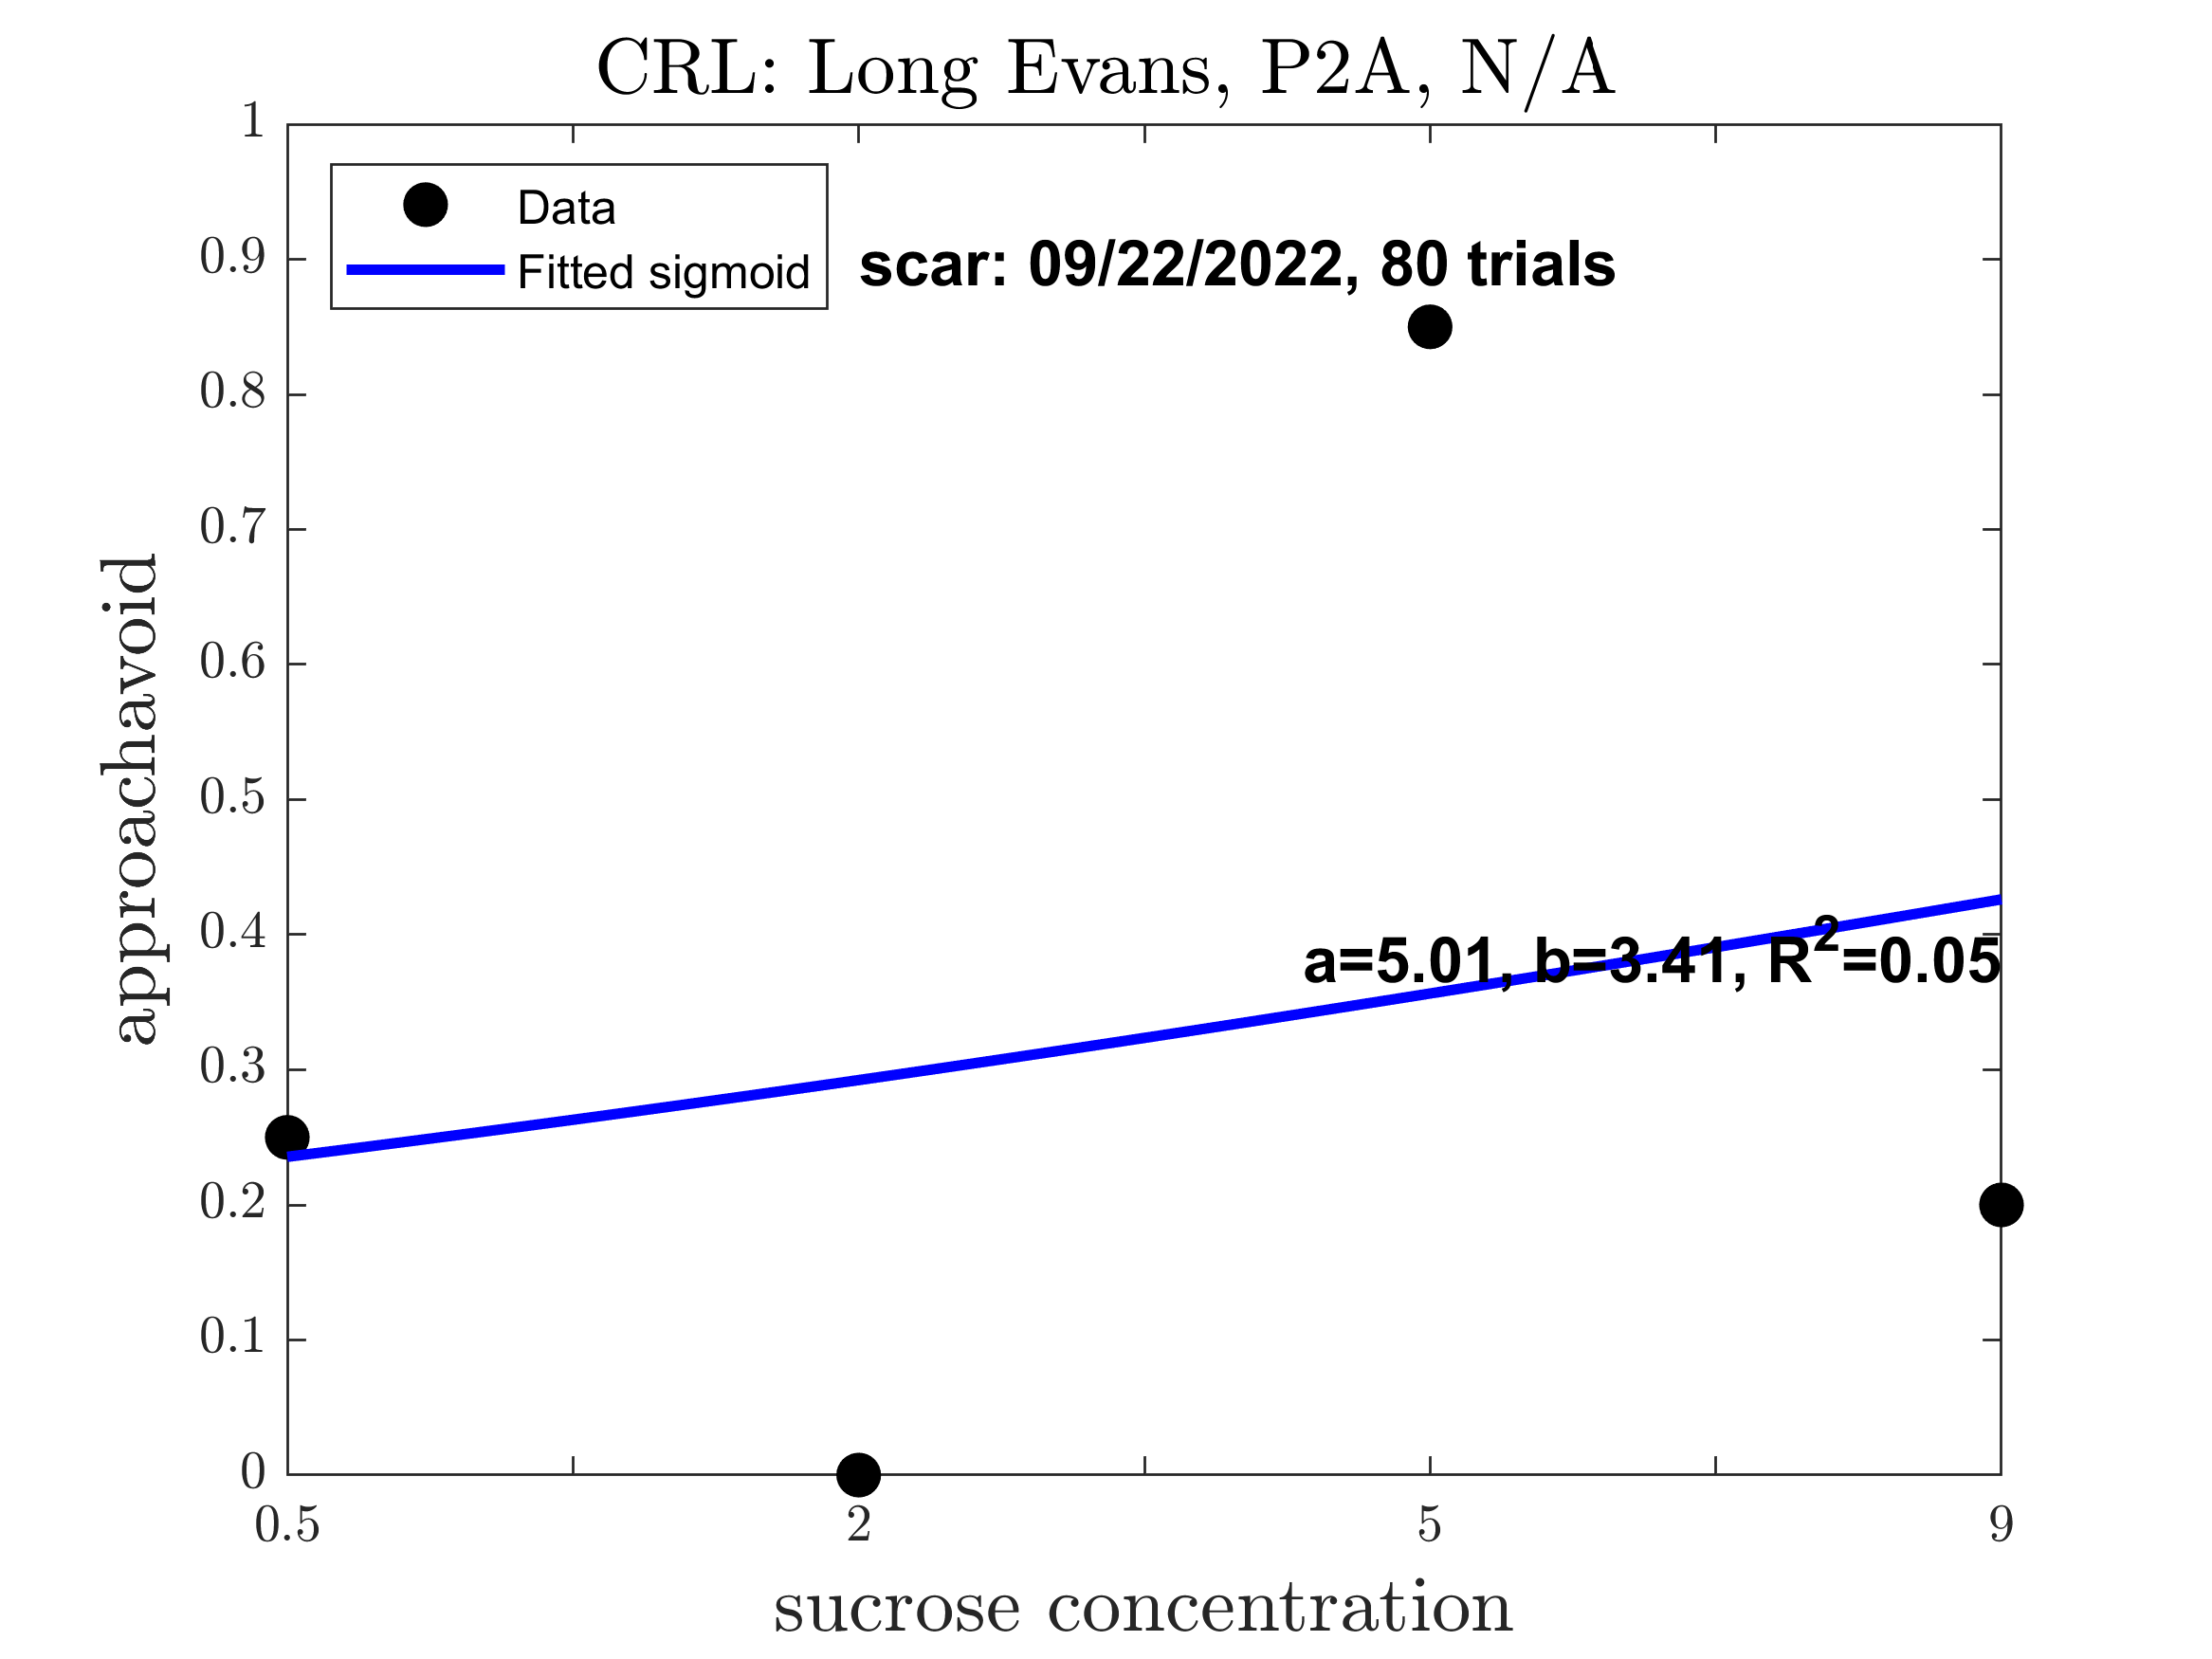 CRL: Long Evans, P2A, N/A
1
Data
Fitted sigmoid
scar: 09/22/2022, 80 trials
0.9
0.8
0.7
0.6
0.5
0.4
0.3
0.2
0.1
0
approachavoid
a=5.01, b=3.41, R²=0.05
0.5 2 5 9
sucrose concentration